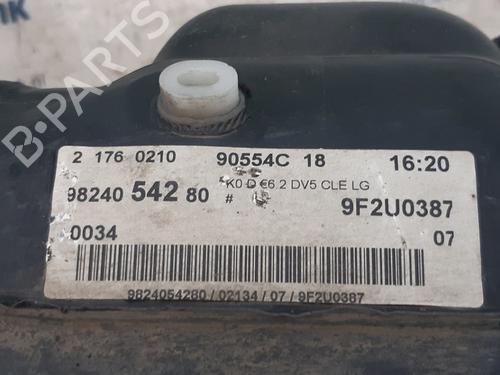 2 176 0210 90554C 18 16:20
98240 542 80 K0 D €6.2 DV5 CLE LG
# 9F2U0387
0034 07
9824054280 / 02134 / 07 / 9F2U0387
B-PARTS